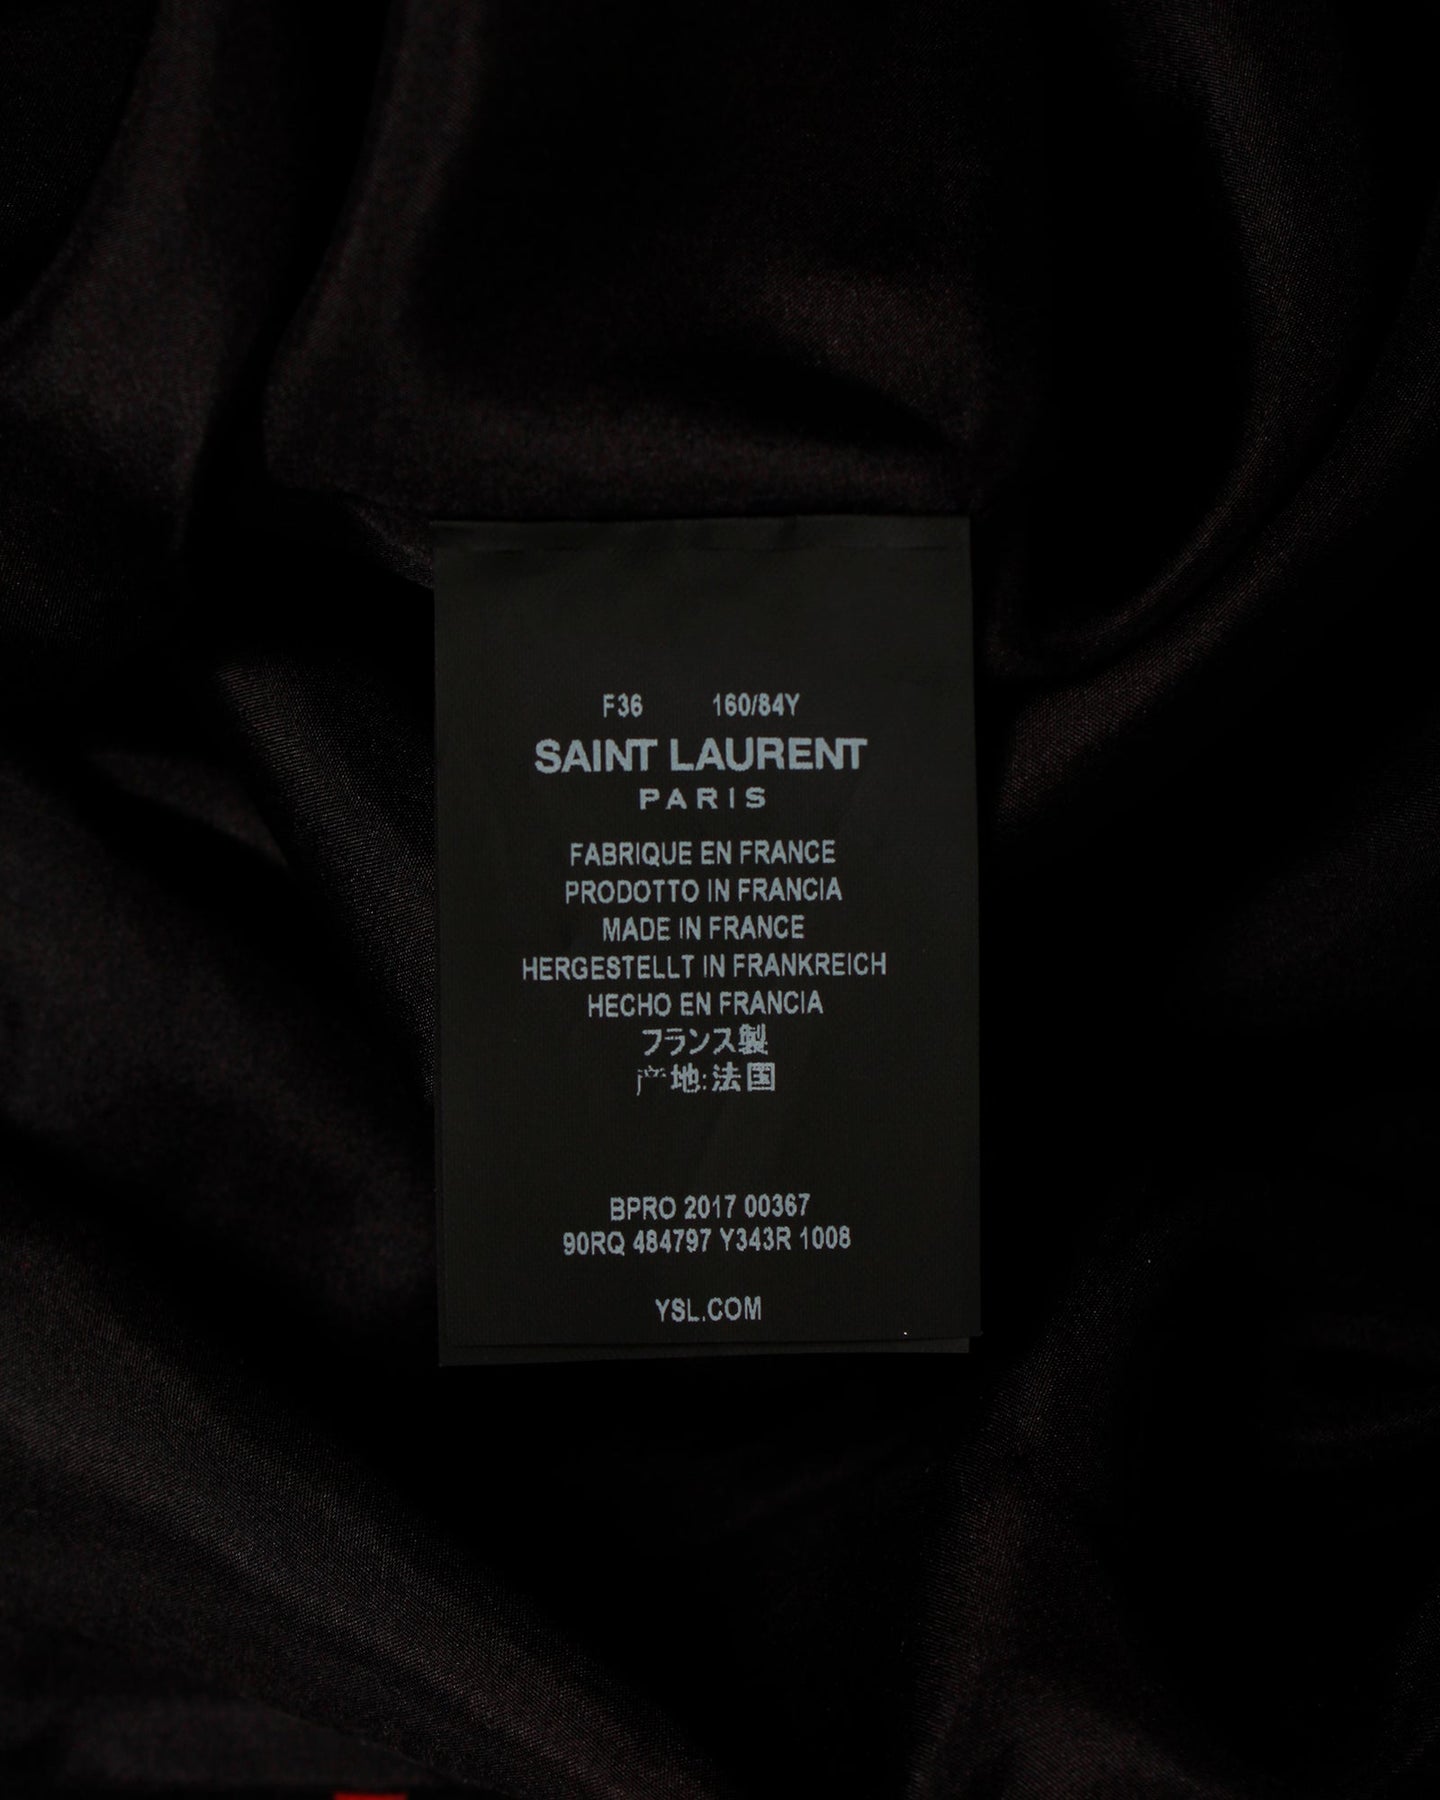 F36 160/84Y
SAINT LAURENT
PARIS
FABRIQUE EN FRANCE
PRODOTTO IN FRANCIA
MADE IN FRANCE
HERGESTELLT IN FRANKREICH
HECHO EN FRANCIA
フランス製
产地:法国
BPRO 2017 00367
90RQ 484797 Y343R 1008
YSL.COM